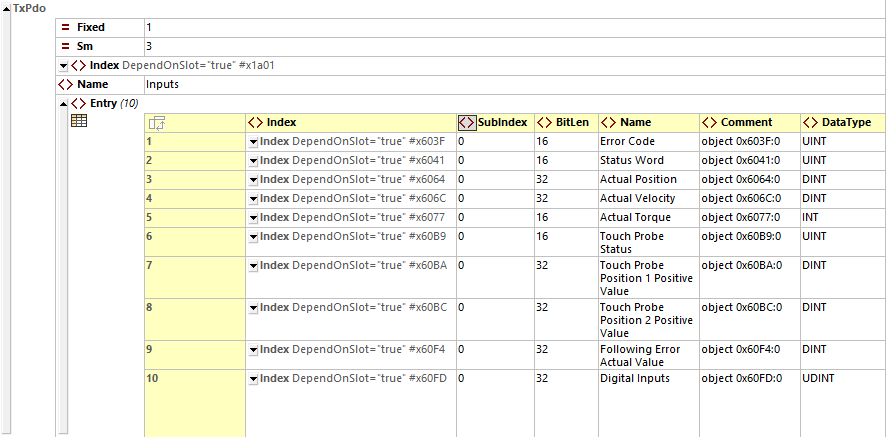 TxPdo
= Fixed 1
= Sm 3
<> Index DependOnSlot="true" #x1a01
<> Name Inputs
<> Entry (10)
<> Index <> SubIndex <> BitLen <> Name <> Comment <> DataType
1 Index DependOnSlot="true" #x603F 0 16 Error Code object 0x603F:0 UINT
2 Index DependOnSlot="true" #x6041 0 16 Status Word object 0x6041:0 UINT
3 Index DependOnSlot="true" #x6064 0 32 Actual Position object 0x6064:0 DINT
4 Index DependOnSlot="true" #x606C 0 32 Actual Velocity object 0x606C:0 DINT
5 Index DependOnSlot="true" #x6077 0 16 Actual Torque object 0x6077:0 INT
6 Index DependOnSlot="true" #x60B9 0 16 Touch Probe object 0x60B9:0 UINT
Status
7 Index DependOnSlot="true" #x60BA 0 32 Touch Probe object 0x60BA:0 DINT
Position 1 Positive
Value
8 Index DependOnSlot="true" #x60BC 0 32 Touch Probe object 0x60BC:0 DINT
Position 2 Positive
Value
9 Index DependOnSlot="true" #x60F4 0 32 Following Error object 0x60F4:0 DINT
Actual Value
10 Index DependOnSlot="true" #x60FD 0 32 Digital Inputs object 0x60FD:0 UDINT